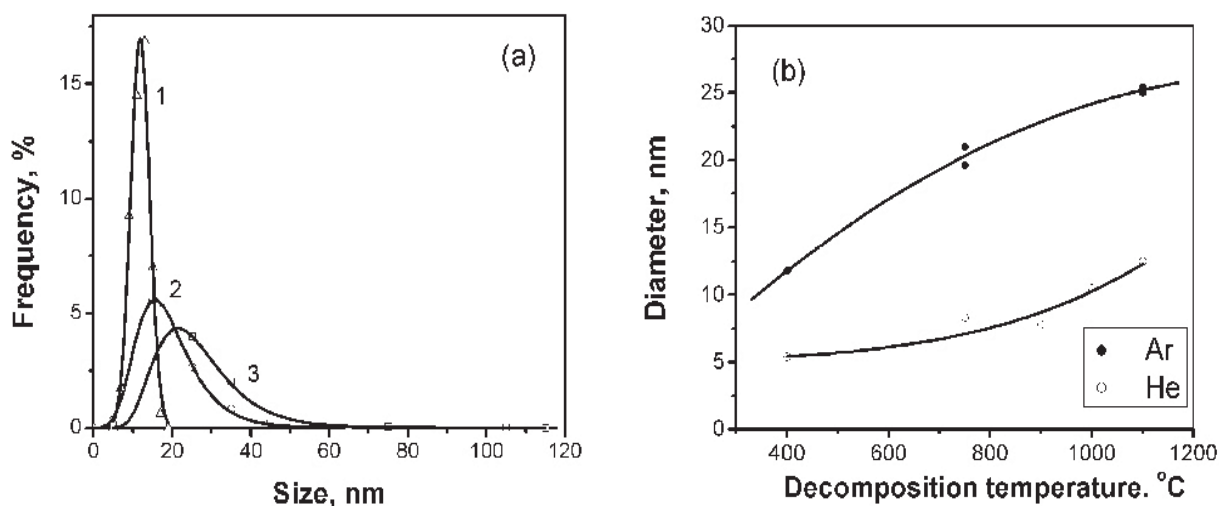 (a)
Frequency, %
15
10
5
0
1
2
3
0 20 40 60 80 100 120
Size, nm
(b)
Diameter, nm
30
25
20
15
10
5
0
Ar
He
400 600 800 1000 1200
Decomposition temperature. °C